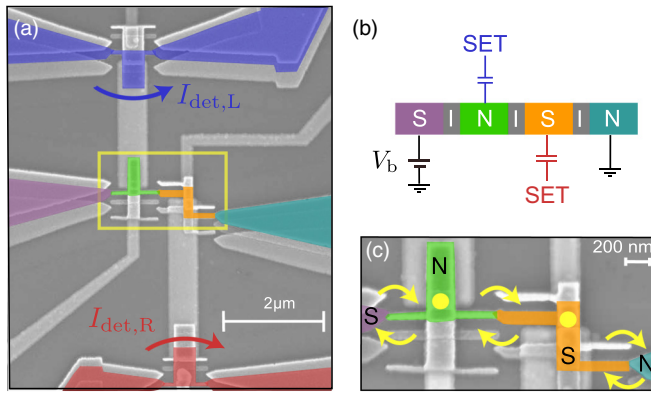 (a)
I_det,L
2μm
I_det,R
(b)
SET
S I N I S I N
V_b
SET
(c)
200 nm
N
S
S
N